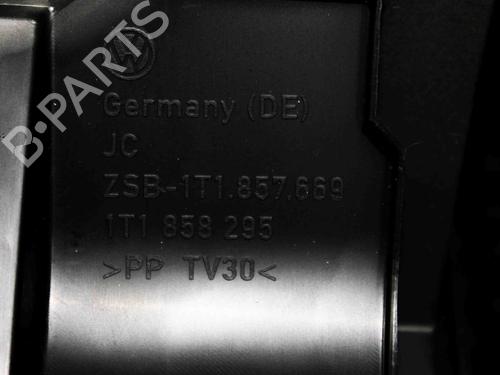 B-PARTS
Germany (DE)
JC
ZSB-1T1.857.669
1T1 858 295
>PP TV30<